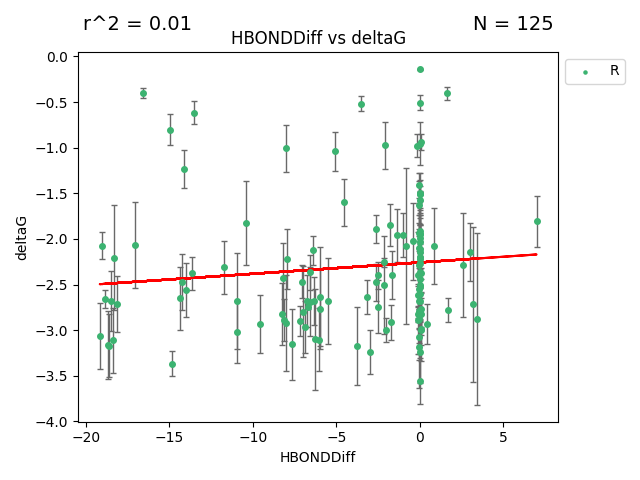 r^2 = 0.01
N = 125
HBONDDiff vs deltaG
R
deltaG
0.0
−0.5
−1.0
−1.5
−2.0
−2.5
−3.0
−3.5
−4.0
−20
−15
−10
−5
0
5
HBONDDiff